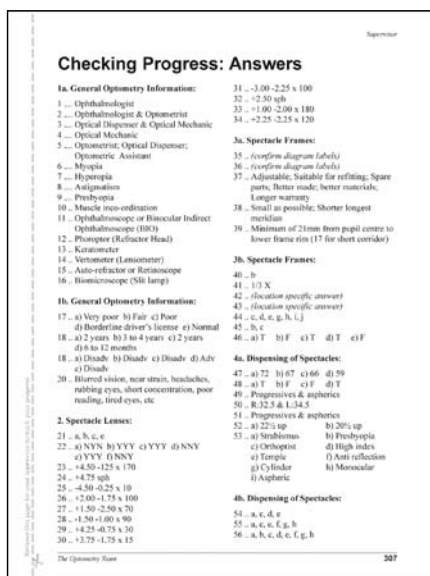 Supervisor
Checking Progress: Answers
1a. General Optometry Information:
1 .... Ophthalmologist
2 .... Ophthalmologist & Optometrist
3 .... Optical Dispenser & Optical Mechanic
4 .... Optical Mechanic
5 .... Optometrist; Optical Dispenser;
Optometric Assistant
6 .... Myopia
7 .... Hyperopia
8 .... Astigmatism
9 .... Presbyopia
10 .. Muscle inco-ordination
11 .. Ophthalmoscope or Binocular Indirect
Ophthalmoscope (BIO)
12 .. Phoroptor (Refractor Head)
13 .. Keratometer
14 .. Vertometer (Lensometer)
15 .. Auto-refractor or Retinoscope
16 .. Biomicroscope (Slit lamp)
1b. General Optometry Information:
17 .. a) Very poor b) Fair c) Poor
d) Borderline driver's license e) Normal
18 .. a) 2 years b) 3 to 4 years c) 2 years
d) 6 to 12 months
18 .. a) Disadv b) Disadv c) Disadv d) Adv
e) Disadv
20 .. Blurred vision, near strain, headaches,
rubbing eyes, short concentration, poor
reading, tired eyes, etc
2. Spectacle Lenses:
21 .. a, b, c, e
22 .. a) NYN b) YYY c) YYY d) NNY
e) YYY f) NNY
23 .. +4.50 -125 x 170
24 .. +4.75 sph
25 .. -4.50 -0.25 x 10
26 .. +2.00 -1.75 x 100
27 .. +1.50 -2.50 x 70
28 .. -1.50 -1.00 x 90
29 .. +4.25 -0.75 x 30
30 .. +3.75 -1.75 x 15
31 .. -3.00 -2.25 x 100
32 .. +2.50 sph
33 .. +1.00 -2.00 x 180
34 .. +2.25 -2.25 x 120
3a. Spectacle Frames:
35 .. (confirm diagram labels)
36 .. (confirm diagram labels)
37 .. Adjustable; Suitable for refitting; Spare
parts; Better made; better materials;
Longer warranty
38 .. Small as possible; Shorter longest
meridian
39 .. Minimum of 21mm from pupil centre to
lower frame rim (17 for short corridor)
3b. Spectacle Frames:
40 .. b
41 .. 1/3 X
42 .. (location specific answer)
44 .. c, d, e, g, h, i, j
45 .. b, c
46 .. a) T b) F c) T d) T e) F
4a. Dispensing of Spectacles:
47 .. a) 72 b) 67 c) 66 d) 59
48 .. a) T b) F c) F d) T
49 .. Progressives & aspherics
50 .. R:32.5 & L:34.5
51 .. Progressives & aspherics
52 .. a) 22½ up b) 20½ up
53 .. a) Strabismus b) Presbyopia
c) Orthoptist d) High index
e) Temple f) Anti reflection
g) Cylinder h) Monocular
i) Aspheric
4b. Dispensing of Spectacles:
54 .. a, c, d, e
55 .. a, c, e, f, g, h
56 .. a, b, c, d, e, f, g, h
The Optometry Team
307